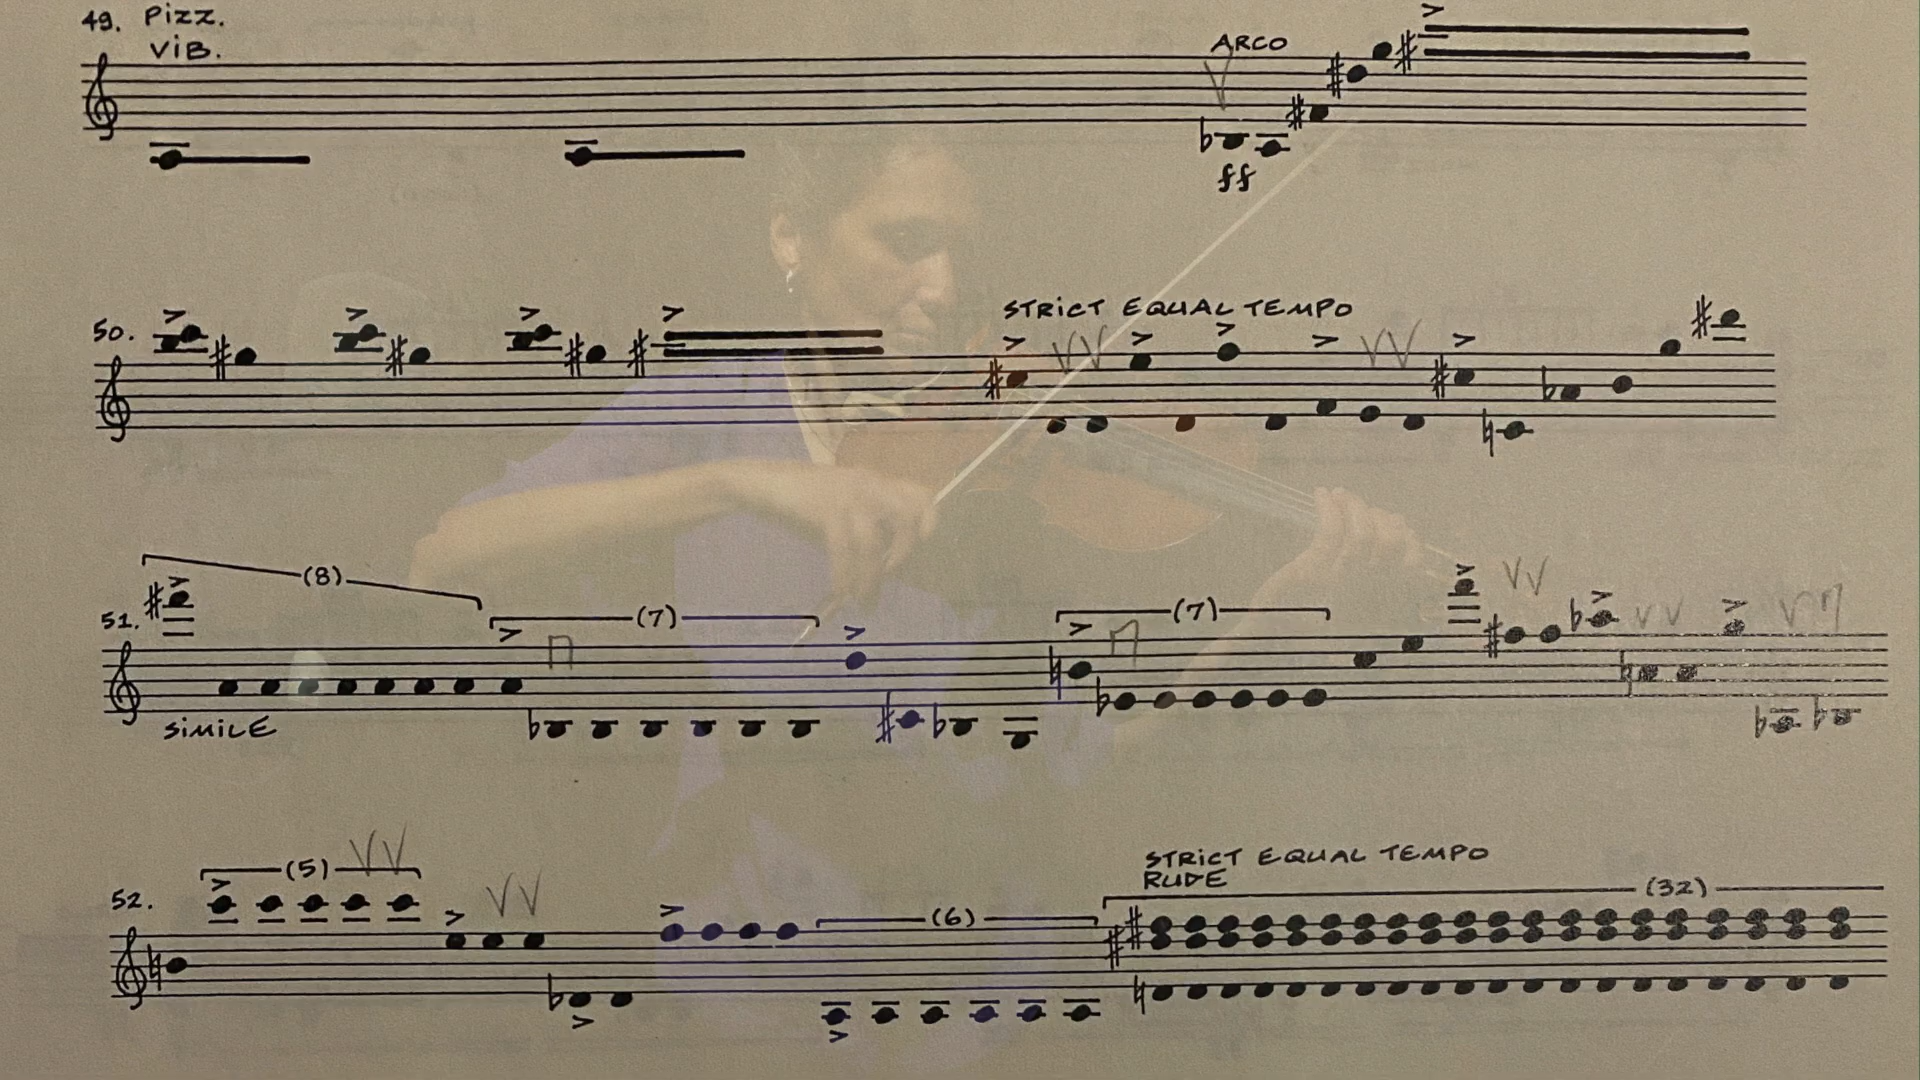 49. PiZZ.
ViB.
ARCO
ff
50.
STRiCT EQUAL TEMPO
(8)
51.
(7)
(7)
SiMiLE
52.
(5)
(6)
STRiCT EQUAL TEMPO
RUDE
(32)